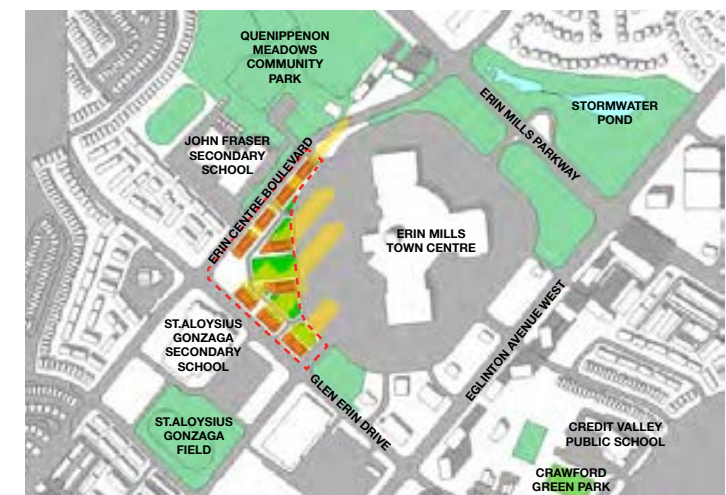 QUENIPPENON
MEADOWS
COMMUNITY
PARK
ERIN MILLS PARKWAY
STORMWATER
POND
JOHN FRASER
SECONDARY
SCHOOL
ERIN CENTRE BOULEVARD
ERIN MILLS
TOWN CENTRE
ST.ALOYSIUS
GONZAGA
SECONDARY
SCHOOL
EGLINTON AVENUE WEST
GLEN ERIN DRIVE
ST.ALOYSIUS
GONZAGA
FIELD
CREDIT VALLEY
PUBLIC SCHOOL
CRAWFORD
GREEN PARK